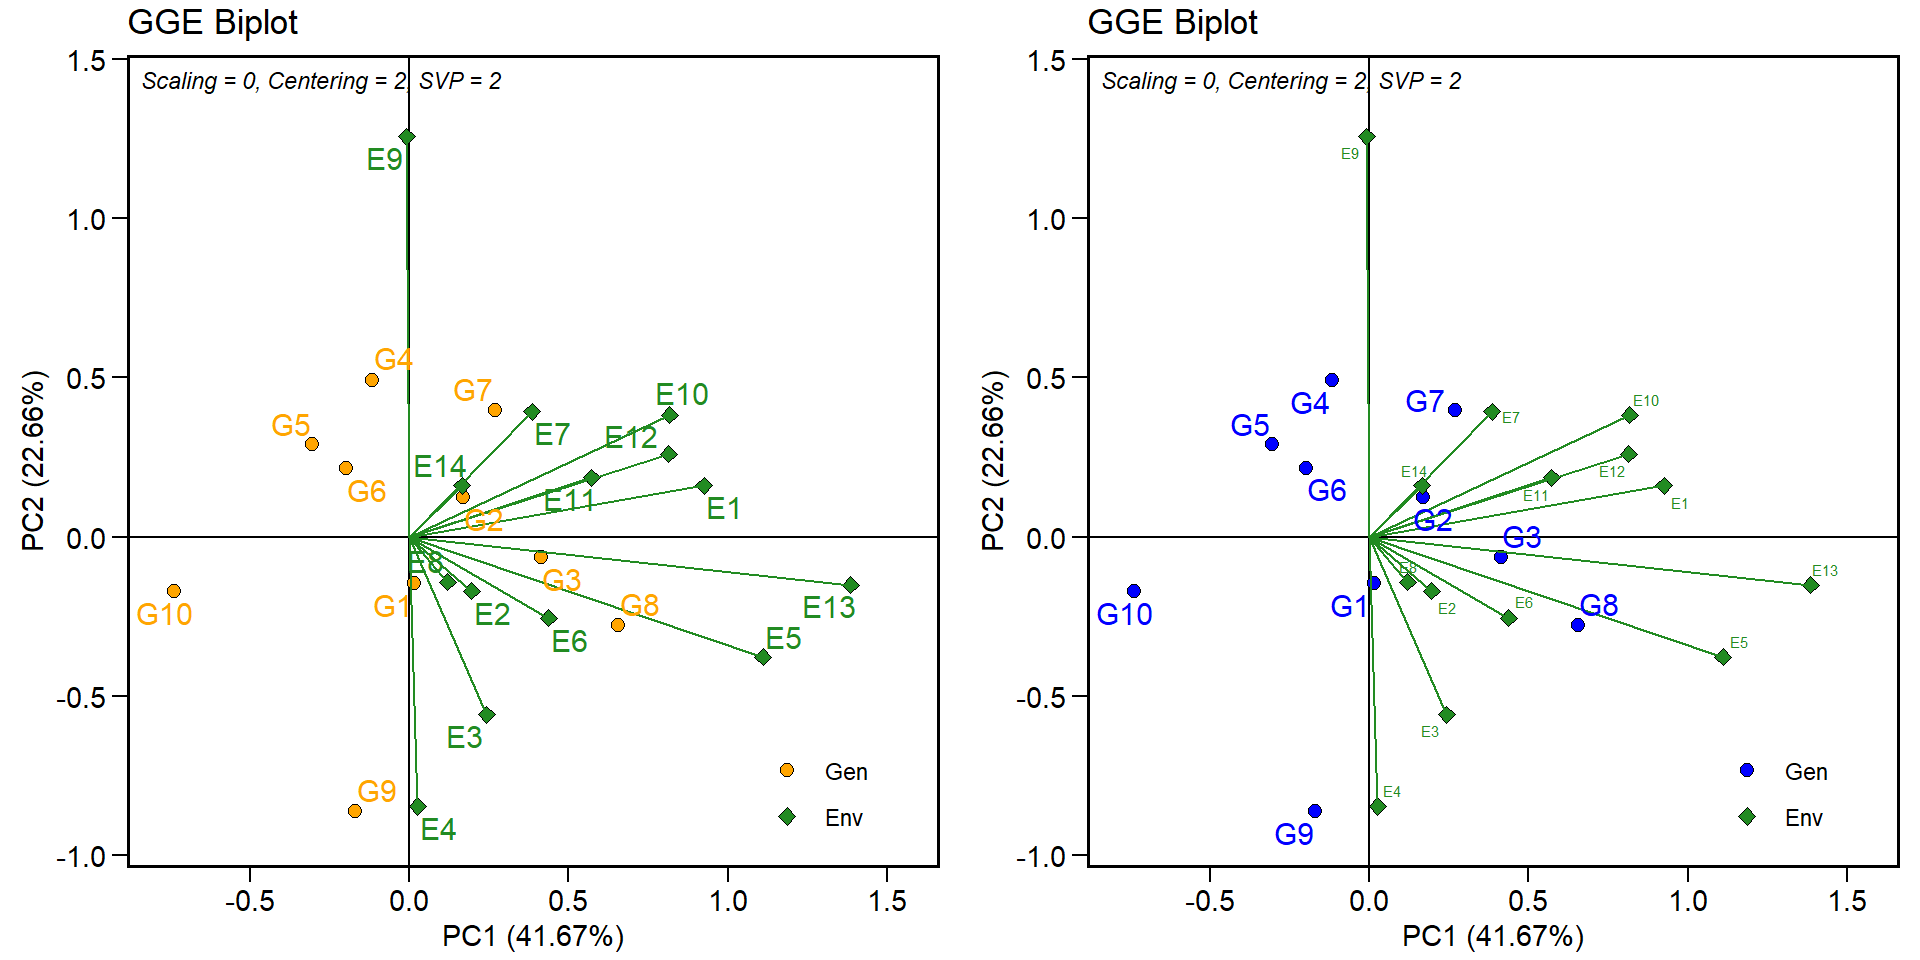 GGE Biplot
Scaling = 0, Centering = 2, SVP = 2
1.5
1.0
0.5
0.0
-0.5
-1.0
PC2 (22.66%)
E9
G4
G7
E10
G5
E7
E12
E14
G6
E11
E1
G2
E8
G3
G1
E2
G8
E13
G10
E6
E5
E3
G9
E4
Gen
Env
-0.5
0.0
0.5
1.0
1.5
PC1 (41.67%)
GGE Biplot
Scaling = 0, Centering = 2, SVP = 2
1.5
1.0
0.5
0.0
-0.5
-1.0
PC2 (22.66%)
E9
G4
G7
E10
G5
E7
E12
E14
G6
E11
E1
G2
G3
E8
E13
G1
E2
E6
G8
G10
E5
E3
E4
G9
Gen
Env
-0.5
0.0
0.5
1.0
1.5
PC1 (41.67%)